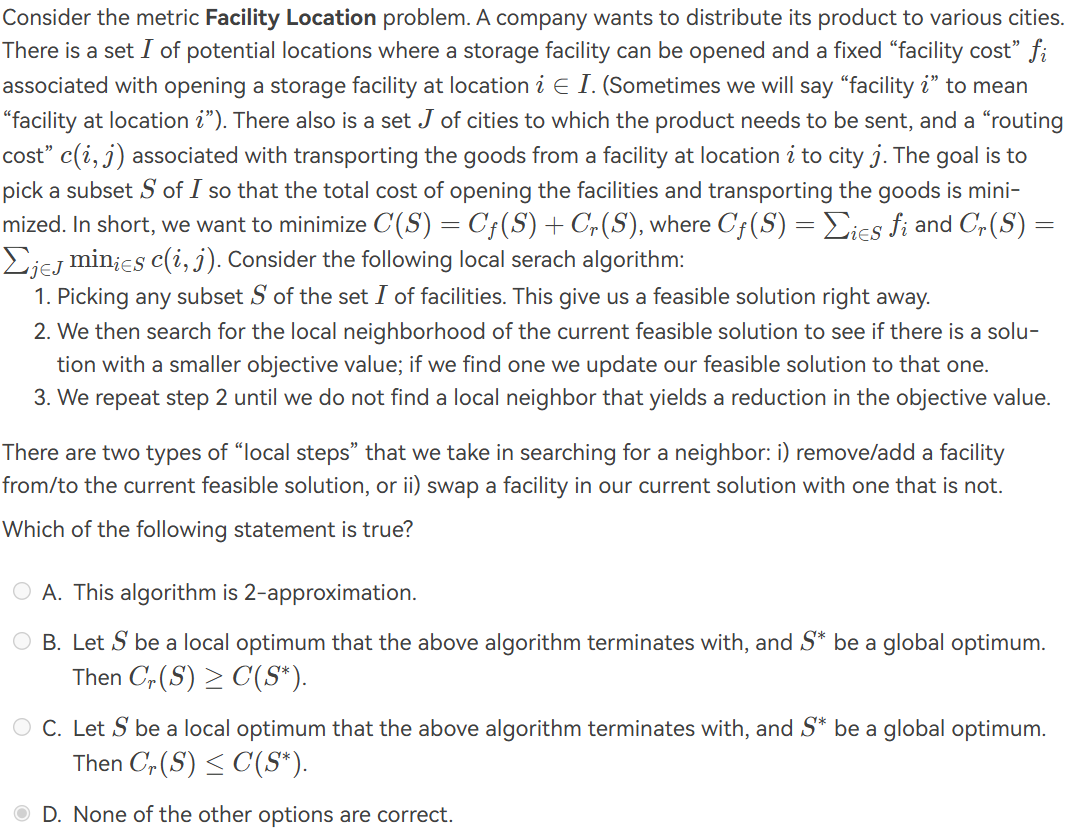 Consider the metric Facility Location problem. A company wants to distribute its product to various cities.
There is a set I of potential locations where a storage facility can be opened and a fixed “facility cost” f_i
associated with opening a storage facility at location i ∈ I. (Sometimes we will say “facility i” to mean
“facility at location i”). There also is a set J of cities to which the product needs to be sent, and a “routing
cost” c(i, j) associated with transporting the goods from a facility at location i to city j. The goal is to
pick a subset S of I so that the total cost of opening the facilities and transporting the goods is mini-
mized. In short, we want to minimize C(S) = C_f(S) + C_r(S), where C_f(S) = ∑_{i∈S} f_i and C_r(S) =
∑_{j∈J} min_{i∈S} c(i, j). Consider the following local serach algorithm:
1. Picking any subset S of the set I of facilities. This give us a feasible solution right away.
2. We then search for the local neighborhood of the current feasible solution to see if there is a solu-
tion with a smaller objective value; if we find one we update our feasible solution to that one.
3. We repeat step 2 until we do not find a local neighbor that yields a reduction in the objective value.
There are two types of “local steps” that we take in searching for a neighbor: i) remove/add a facility
from/to the current feasible solution, or ii) swap a facility in our current solution with one that is not.
Which of the following statement is true?
A. This algorithm is 2-approximation.
B. Let S be a local optimum that the above algorithm terminates with, and S* be a global optimum.
Then C_r(S) ≥ C(S*).
C. Let S be a local optimum that the above algorithm terminates with, and S* be a global optimum.
Then C_r(S) ≤ C(S*).
D. None of the other options are correct.